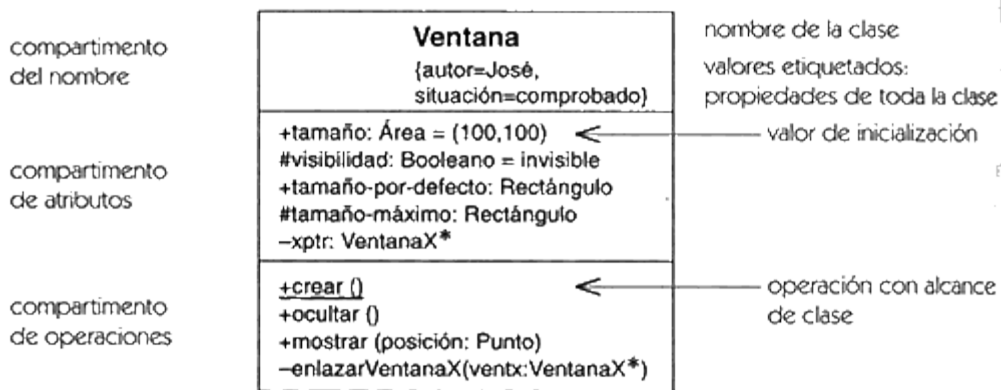 compartimento
del nombre
Ventana
{autor=José,
situación=comprobado}
nombre de la clase
valores etiquetados:
propiedades de toda la clase
compartimento
de atributos
+tamaño: Área = (100,100)
#visibilidad: Booleano = invisible
+tamaño-por-defecto: Rectángulo
#tamaño-máximo: Rectángulo
–xptr: VentanaX*
valor de inicialización
compartimento
de operaciones
+crear ()
+ocultar ()
+mostrar (posición: Punto)
–enlazarVentanaX(ventx:VentanaX*)
operación con alcance
de clase